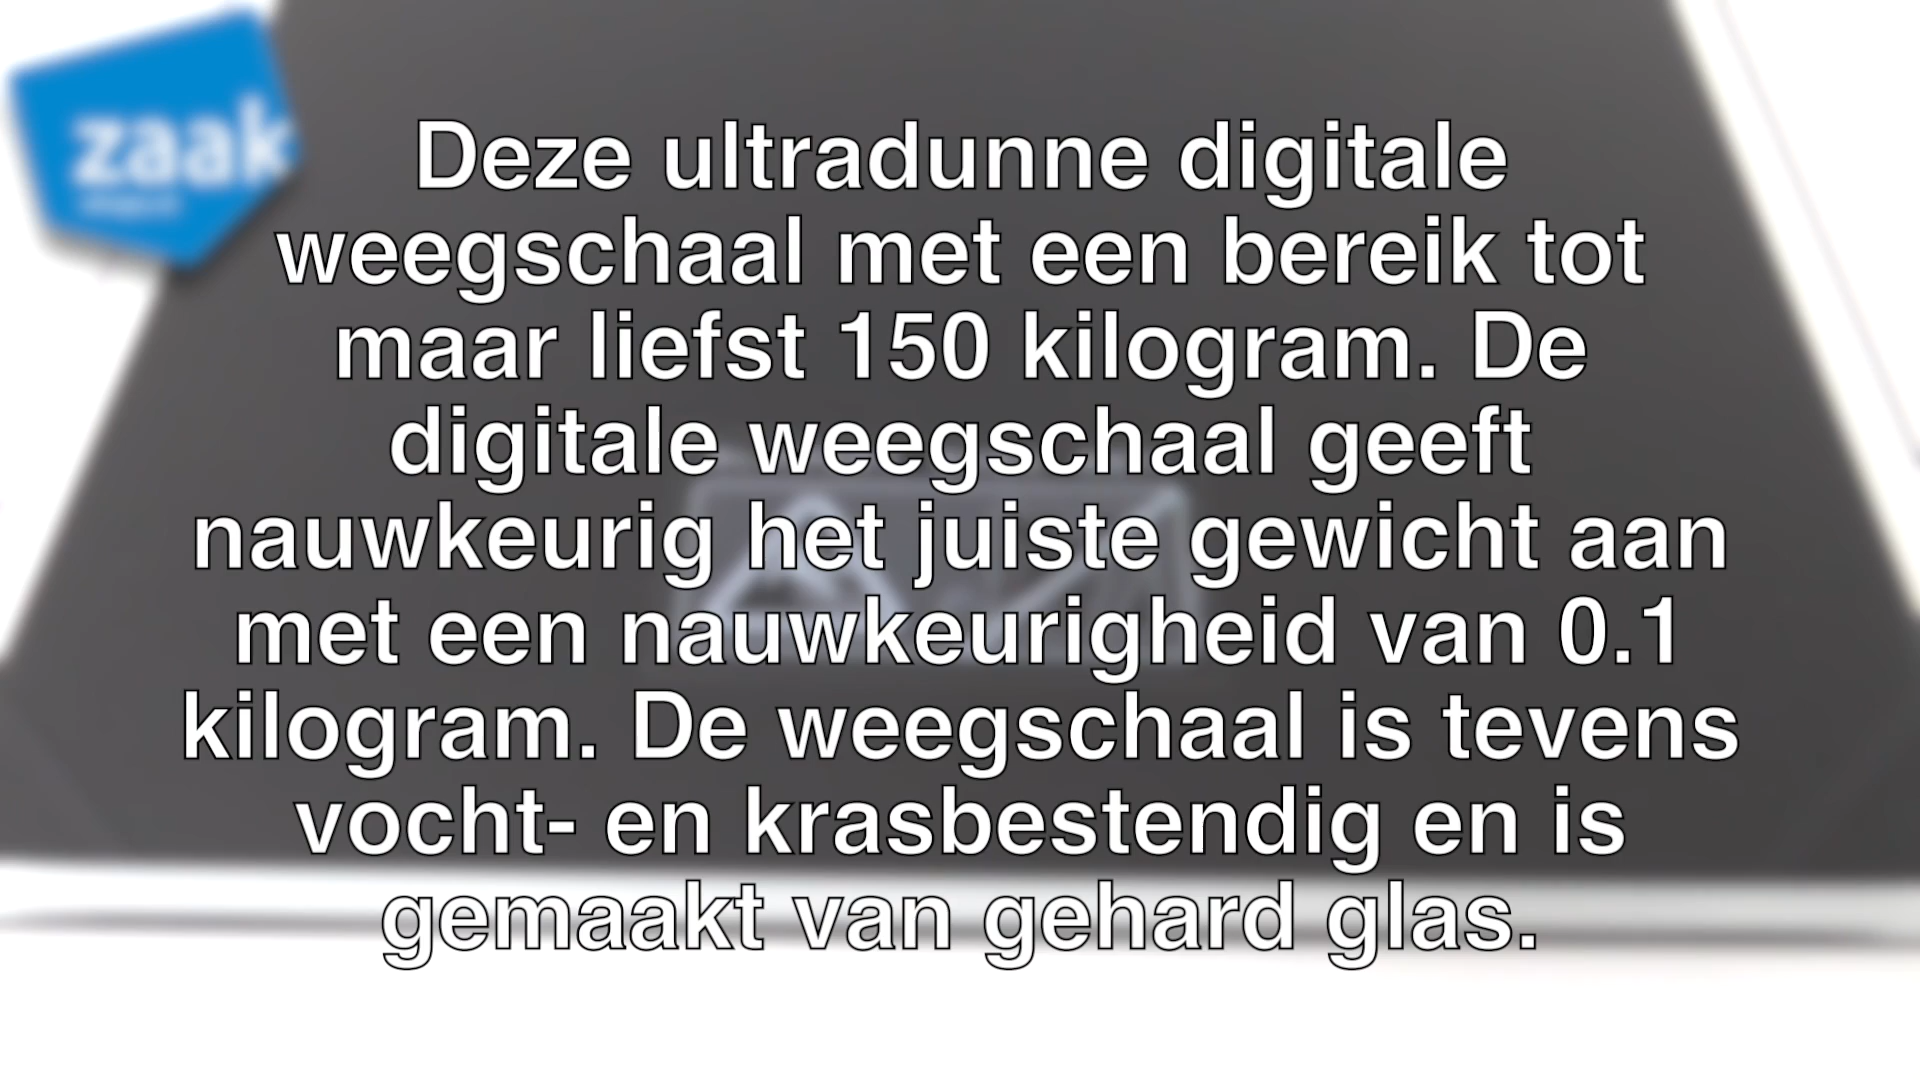 zaak
Deze ultradunne digitale
weegschaal met een bereik tot
maar liefst 150 kilogram. De
digitale weegschaal geeft
nauwkeurig het juiste gewicht aan
met een nauwkeurigheid van 0.1
kilogram. De weegschaal is tevens
vocht- en krasbestendig en is
gemaakt van gehard glas.